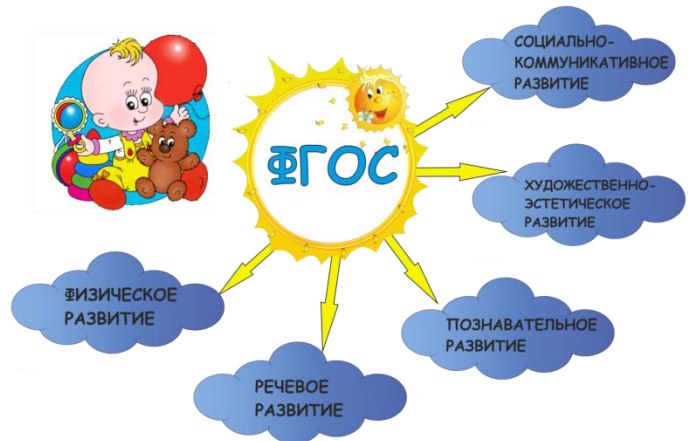 СОЦИАЛЬНО-
КОММУНИКАТИВНОЕ
РАЗВИТИЕ
ФГОС
ХУДОЖЕСТВЕННО-
ЭСТЕТИЧЕСКОЕ
РАЗВИТИЕ
ФИЗИЧЕСКОЕ
РАЗВИТИЕ
ПОЗНАВАТЕЛЬНОЕ
РАЗВИТИЕ
РЕЧЕВОЕ
РАЗВИТИЕ